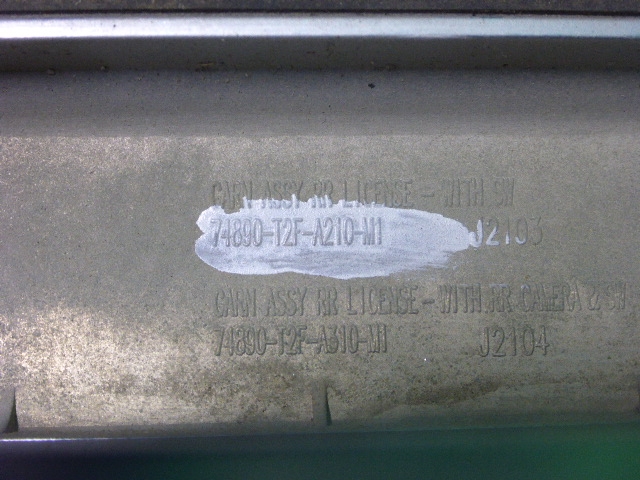 GARN ASSY RR LICENSE - WITH SW
74890-T2F-A210-M1 J2103
GARN ASSY RR LICENSE - WITH RR CAMERA & SW
74890-T2F-A310-M1 J2104